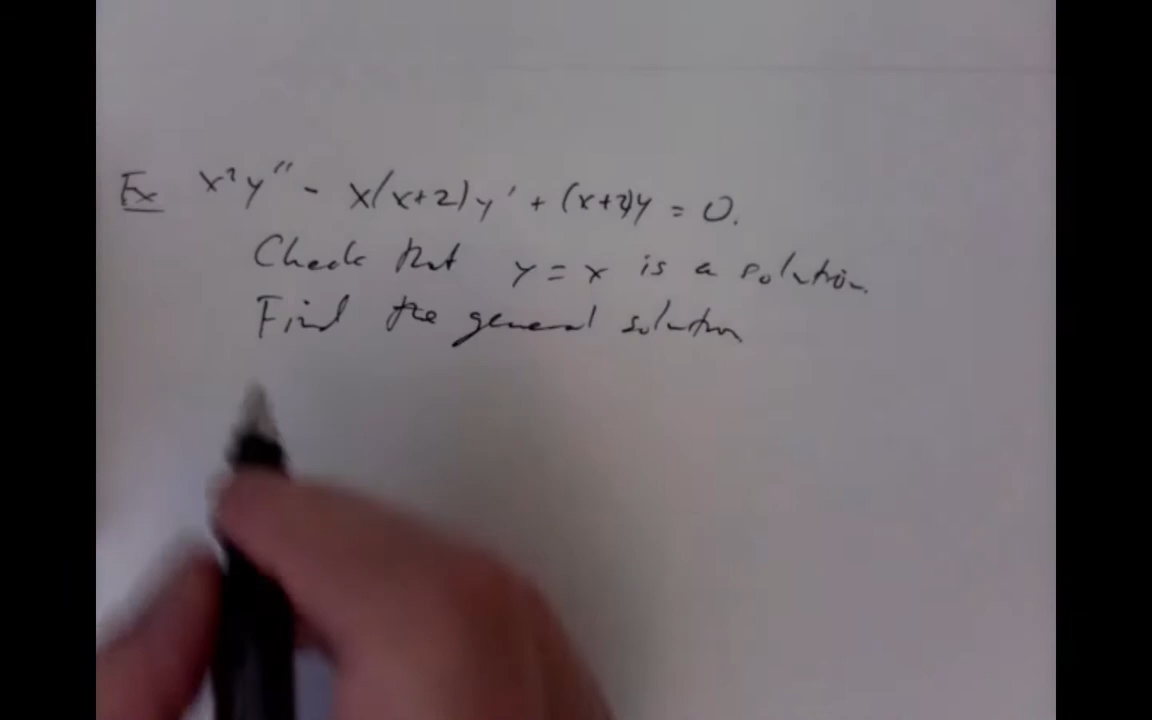 Ex x²y'' - x(x+2)y' + (x+2)y = 0.
Check that y = x is a solution.
Find the general solution